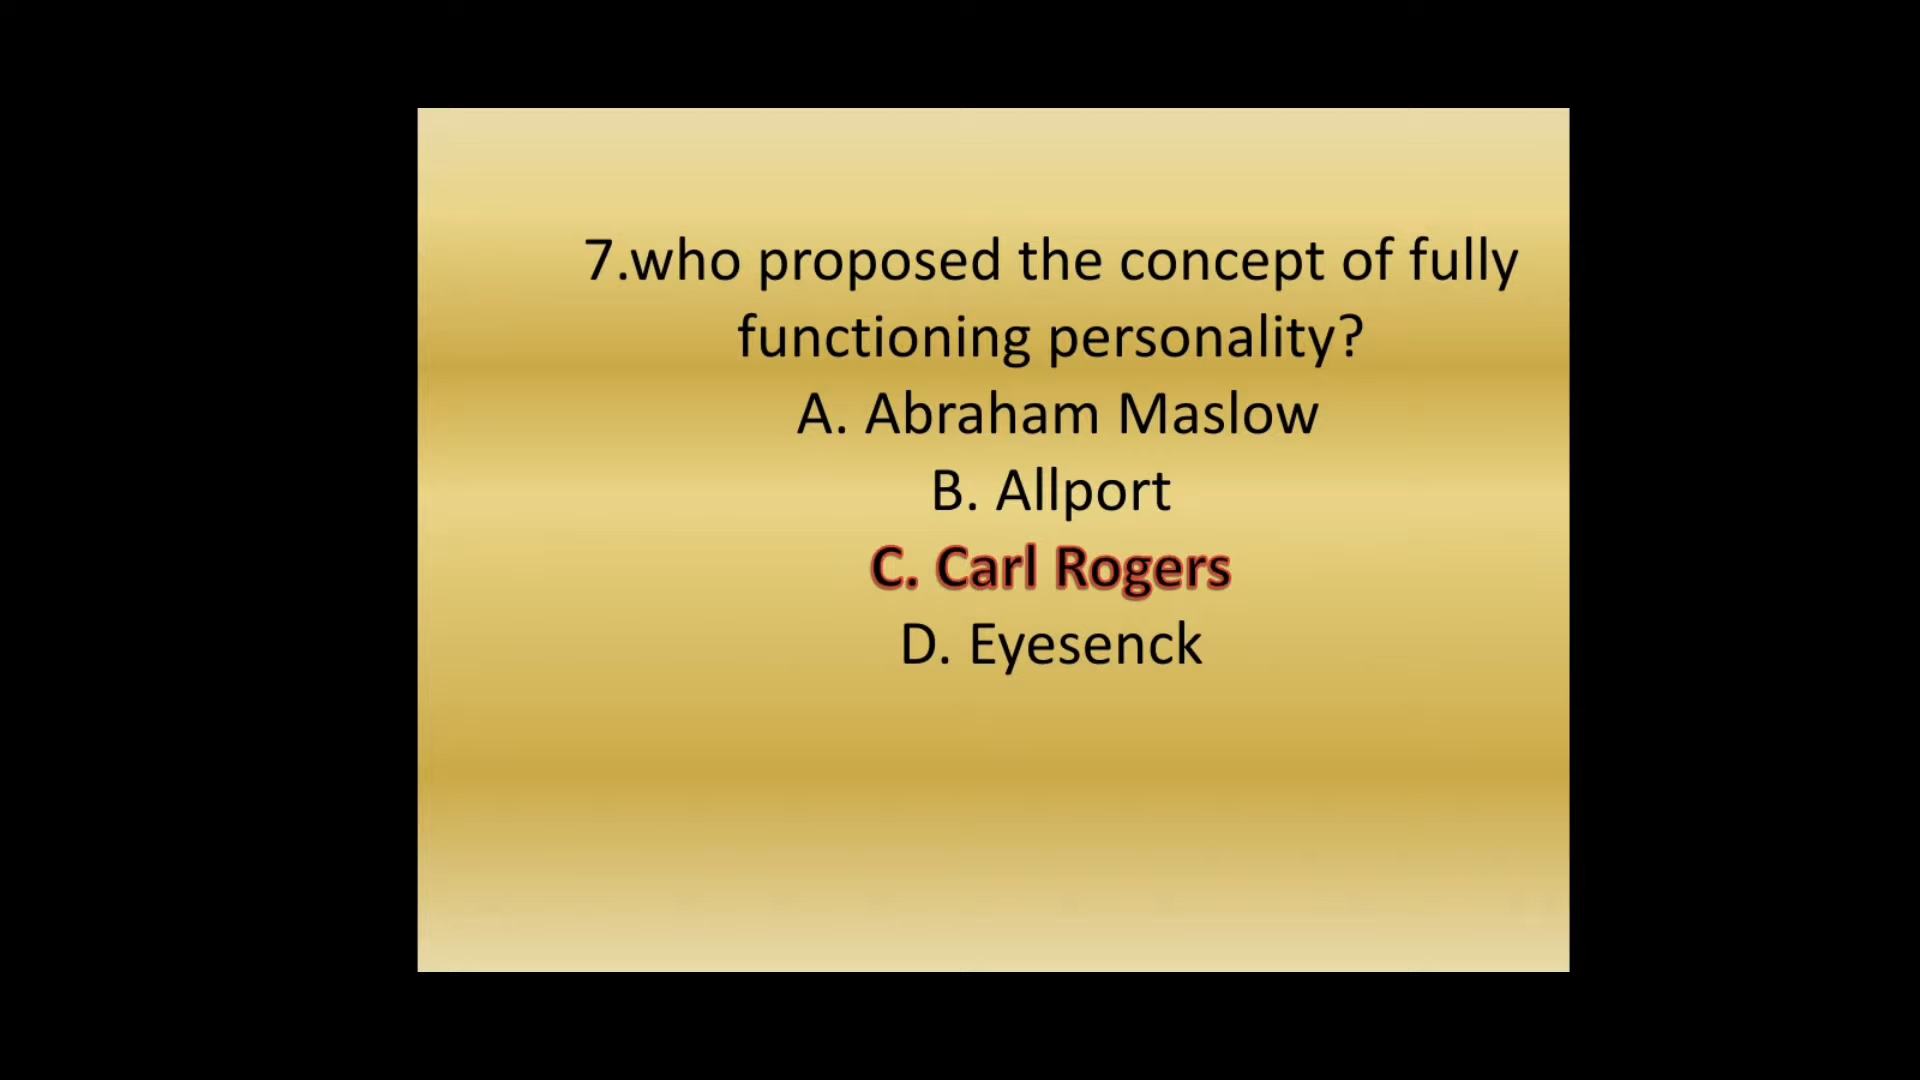 7.who proposed the concept of fully
functioning personality?
A. Abraham Maslow
B. Allport
C. Carl Rogers
D. Eyesenck